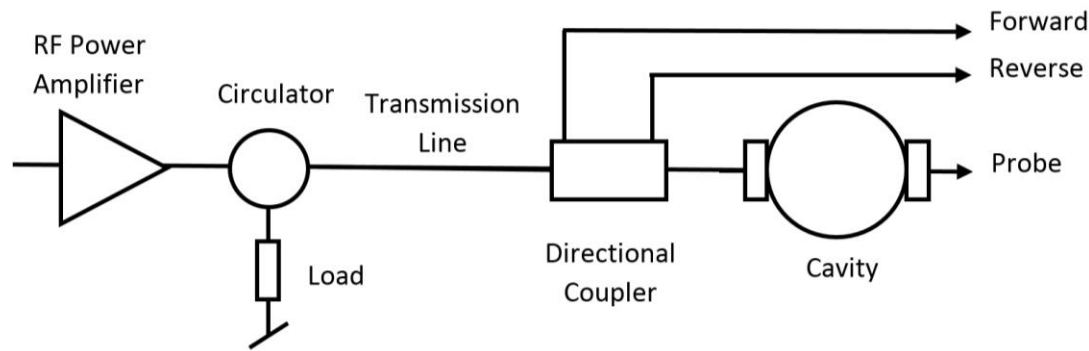 RF Power
Amplifier
Circulator
Transmission
Line
Forward
Reverse
Probe
Load
Directional
Coupler
Cavity